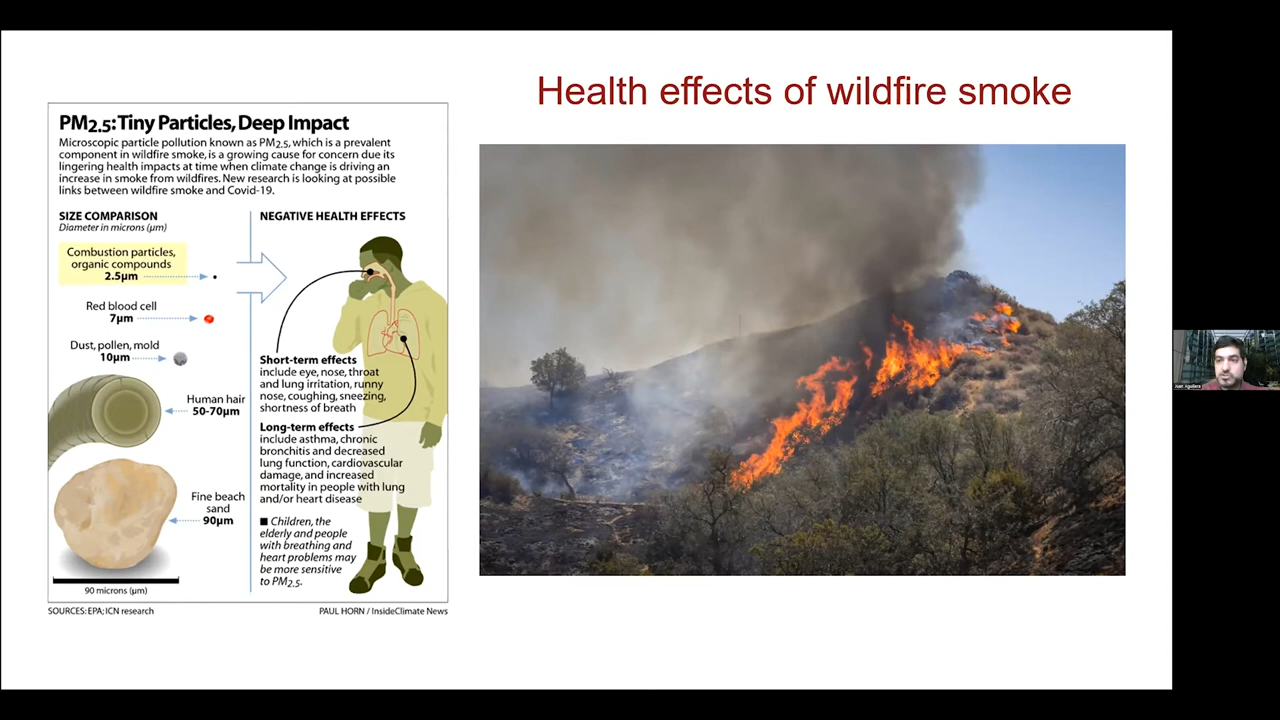 Health effects of wildfire smoke
PM2.5: Tiny Particles, Deep Impact
Microscopic particle pollution known as PM2.5, which is a prevalent
component in wildfire smoke, is a growing cause for concern due its
lingering health impacts at time when climate change is driving an
increase in smoke from wildfires. New research is looking at possible
links between wildfire smoke and Covid-19.
SIZE COMPARISON
Diameter in microns (µm)
Combustion particles,
organic compounds
2.5µm
Red blood cell
7µm
Dust, pollen, mold
10µm
Human hair
50-70µm
Fine beach
sand
90µm
90 microns (µm)
NEGATIVE HEALTH EFFECTS
Short-term effects
include eye, nose, throat
and lung irritation, runny
nose, coughing, sneezing,
shortness of breath
Long-term effects
include asthma, chronic
bronchitis and decreased
lung function, cardiovascular
damage, and increased
mortality in people with lung
and/or heart disease
■ Children, the
elderly and people
with breathing and
heart problems may
be more sensitive
to PM2.5.
SOURCES: EPA; ICN research
PAUL HORN / InsideClimate News
Juan Aguilera